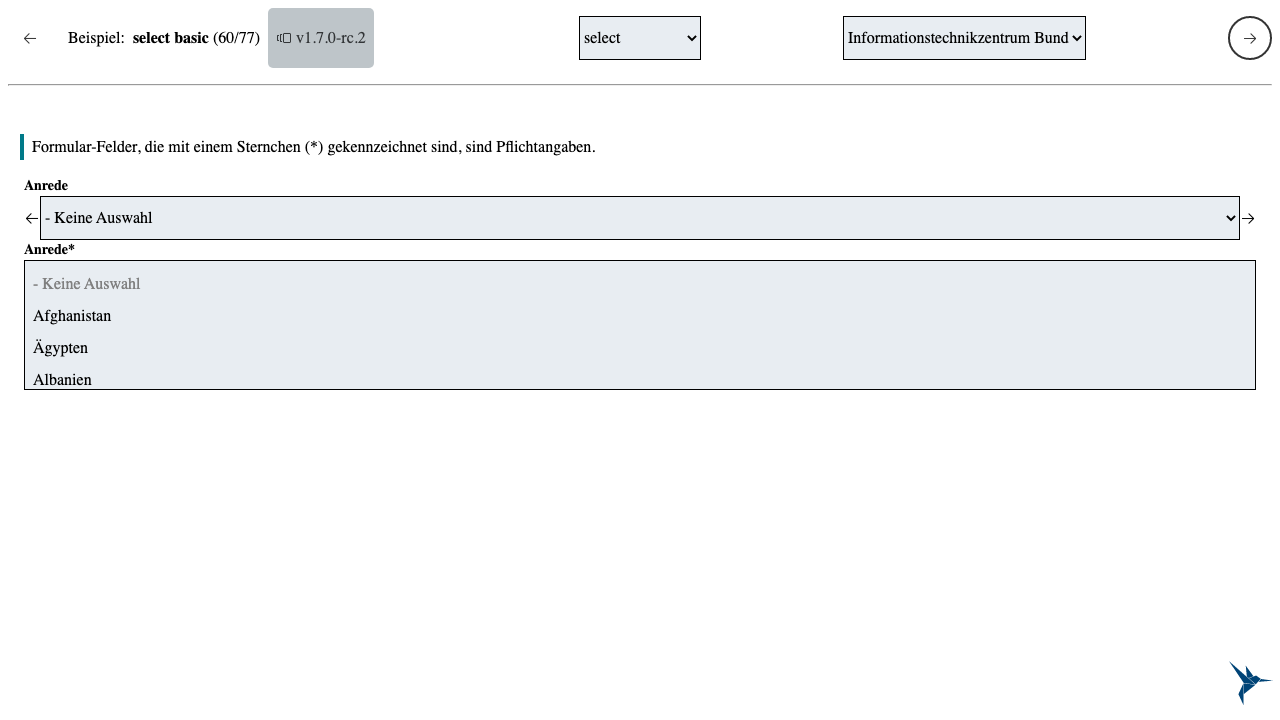 Beispiel: select basic (60/77) v1.7.0-rc.2 select Informationstechnikzentrum Bund
Formular-Felder, die mit einem Sternchen (*) gekennzeichnet sind, sind Pflichtangaben.
Anrede
- Keine Auswahl
Anrede*
- Keine Auswahl
Afghanistan
Ägypten
Albanien